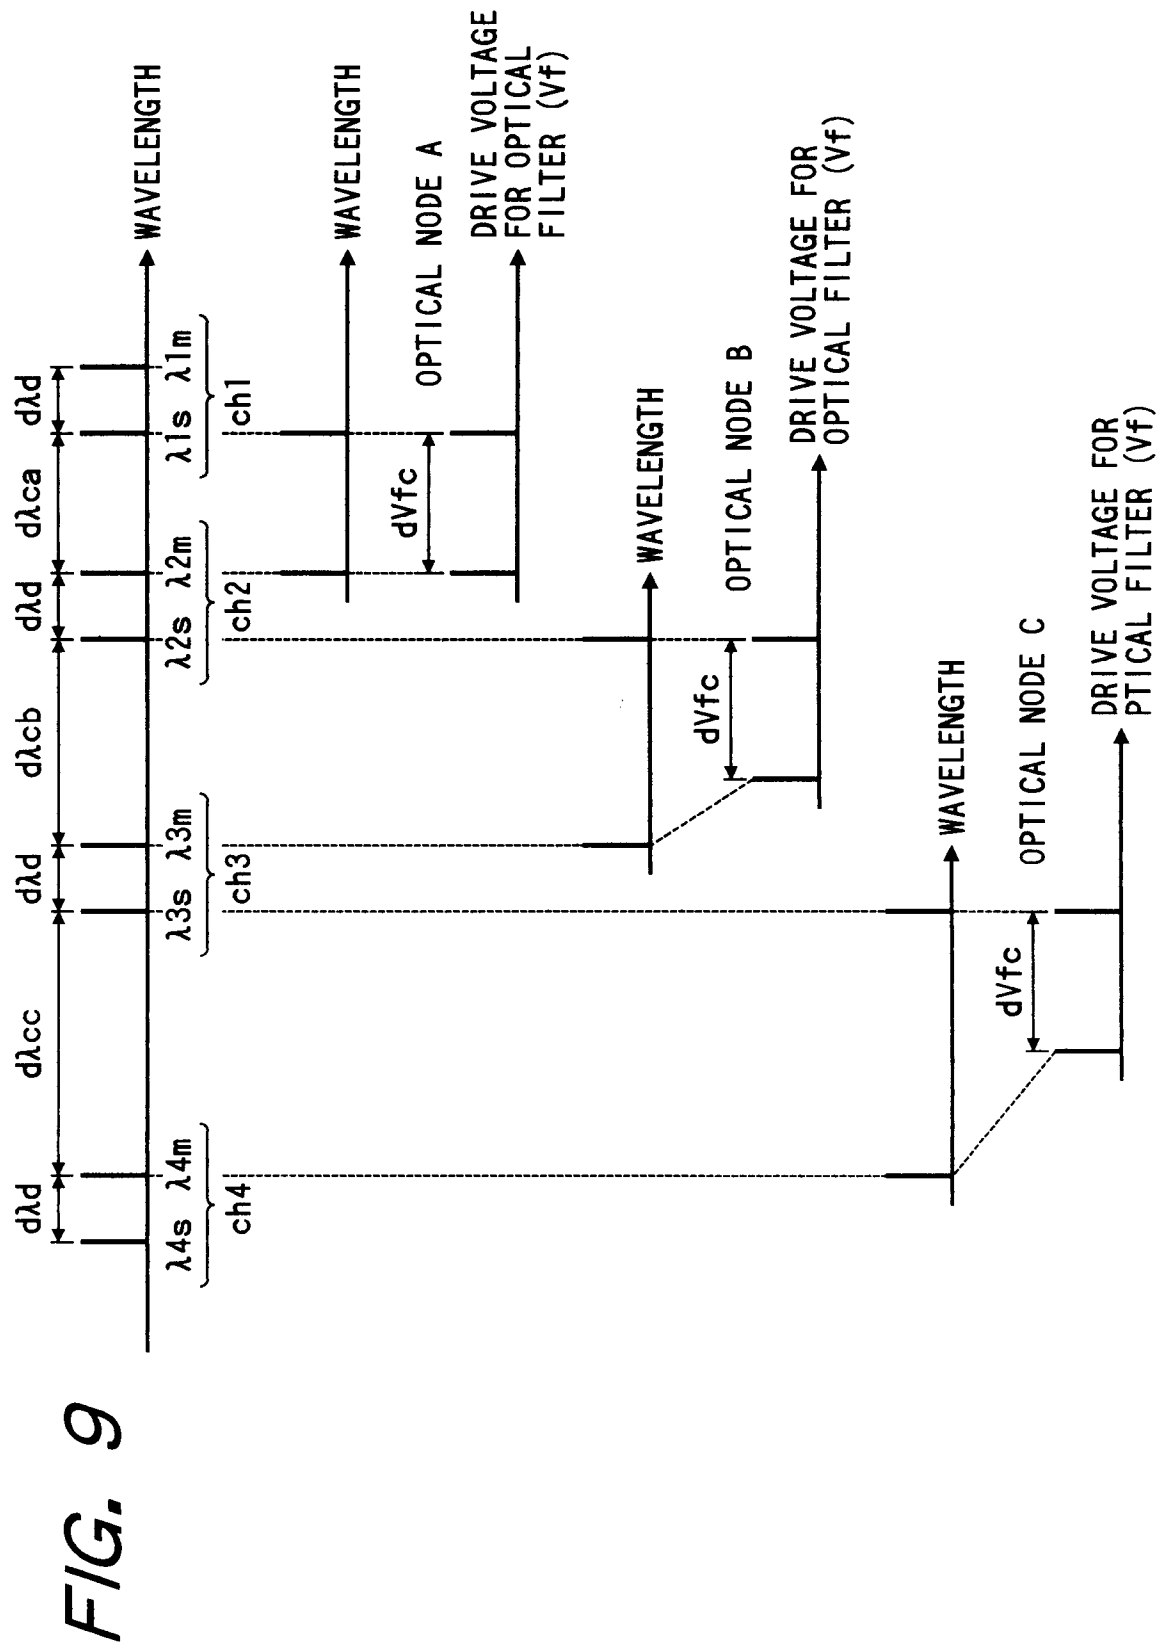 FIG. 9
dλd dλcc dλd dλcb dλd dλca dλd
WAVELENGTH
λ4s λ4m λ3s λ3m λ2s λ2m λ1s λ1m
ch4 ch3 ch2 ch1
WAVELENGTH
dVfc
OPTICAL NODE A
DRIVE VOLTAGE
FOR OPTICAL
FILTER (Vf)
WAVELENGTH
dVfc
OPTICAL NODE B
DRIVE VOLTAGE FOR
OPTICAL FILTER (Vf)
WAVELENGTH
dVfc
OPTICAL NODE C
DRIVE VOLTAGE FOR
PTICAL FILTER (Vf)